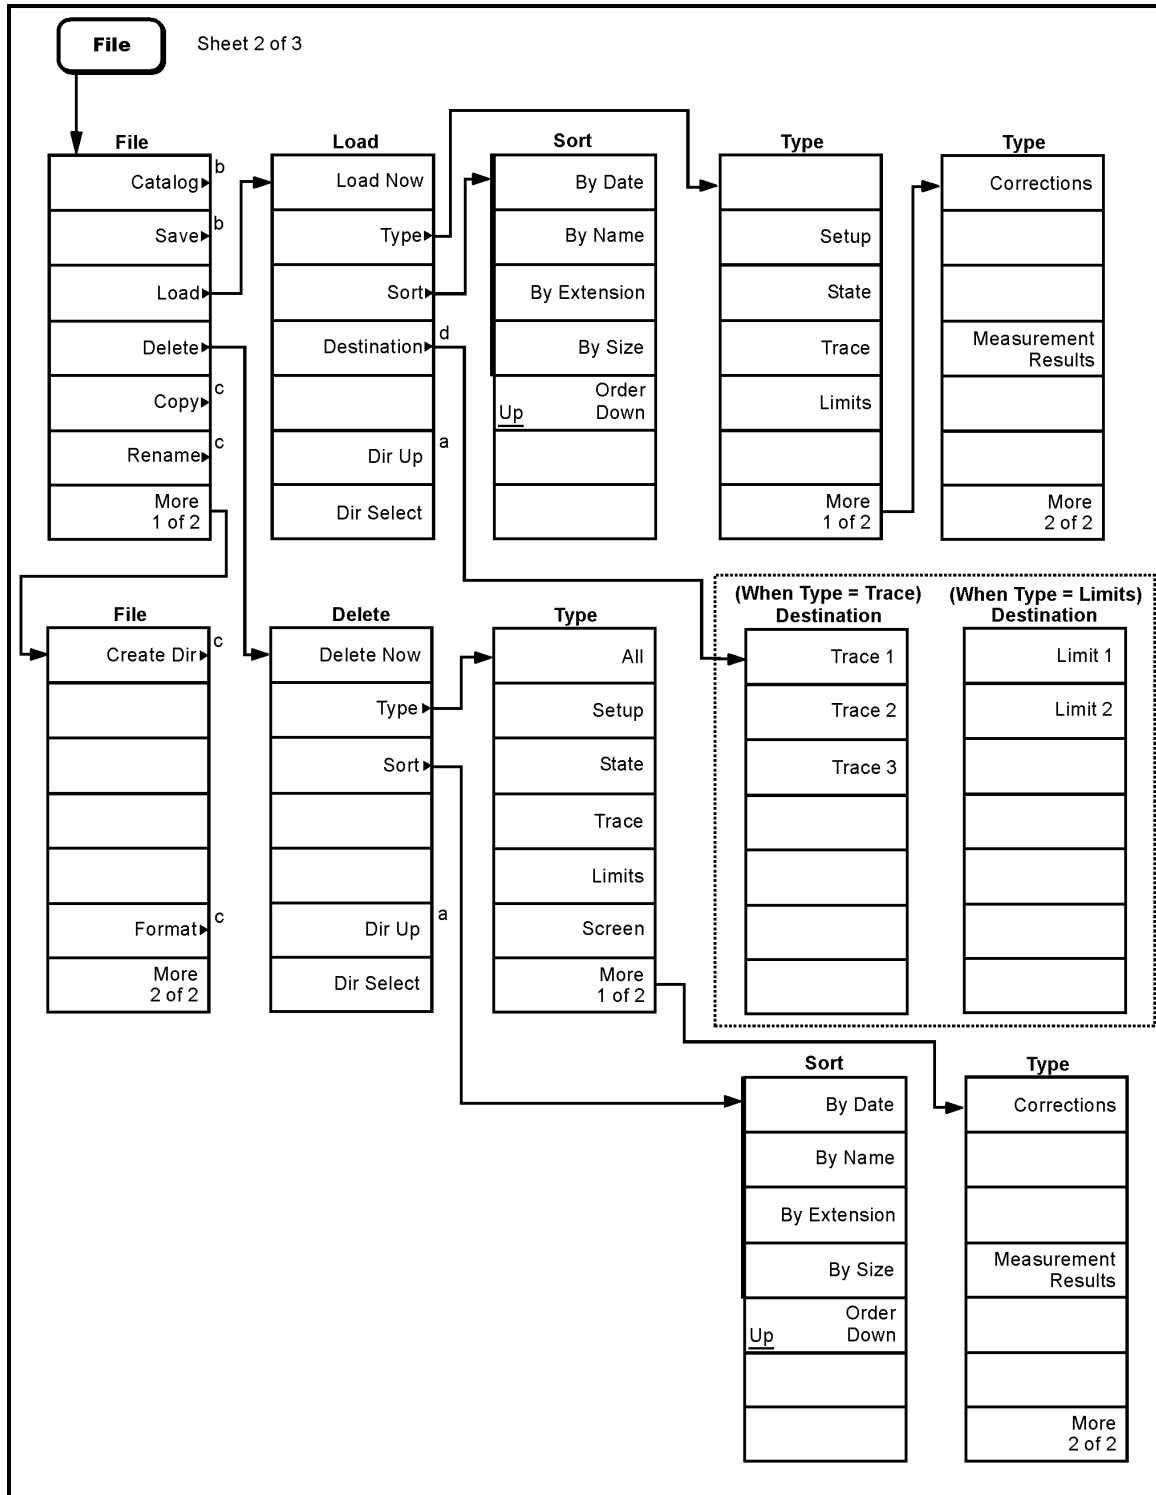 File
Sheet 2 of 3
File
Catalog
b
Save
b
Load
Delete
Copy
c
Rename
c
More
1 of 2
Load
Load Now
Type
Sort
Destination
d
Dir Up
a
Dir Select
Sort
By Date
By Name
By Extension
By Size
Order
Up Down
Type
Setup
State
Trace
Limits
More
1 of 2
Type
Corrections
Measurement
Results
More
2 of 2
File
Create Dir
c
Format
c
More
2 of 2
Delete
Delete Now
Type
Sort
Dir Up
a
Dir Select
Type
All
Setup
State
Trace
Limits
Screen
More
1 of 2
(When Type = Trace)
Destination
Trace 1
Trace 2
Trace 3
(When Type = Limits)
Destination
Limit 1
Limit 2
Sort
By Date
By Name
By Extension
By Size
Order
Up Down
Type
Corrections
Measurement
Results
More
2 of 2